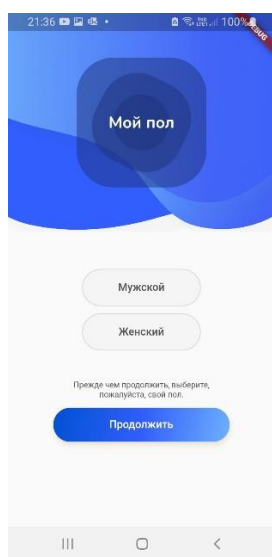 21:36
100%
DEBUG
Мой пол
Мужской
Женский
Прежде чем продолжить, выберите,
пожалуйста, свой пол.
Продолжить